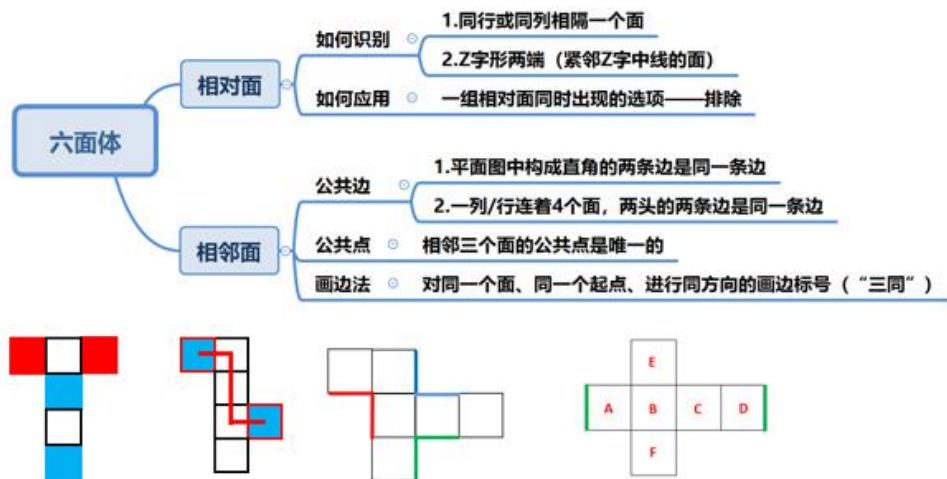 六面体
相对面
如何识别
1.同行或同列相隔一个面
2.Z字形两端（紧邻Z字中线的面）
如何应用
一组相对面同时出现的选项——排除
相邻面
公共边
1.平面图中构成直角的两条边是同一条边
2.一列/行连着4个面，两头的两条边是同一条边
公共点
相邻三个面的公共点是唯一的
画边法
对同一个面、同一个起点、进行同方向的画边标号（“三同”）
E
A B C D
F